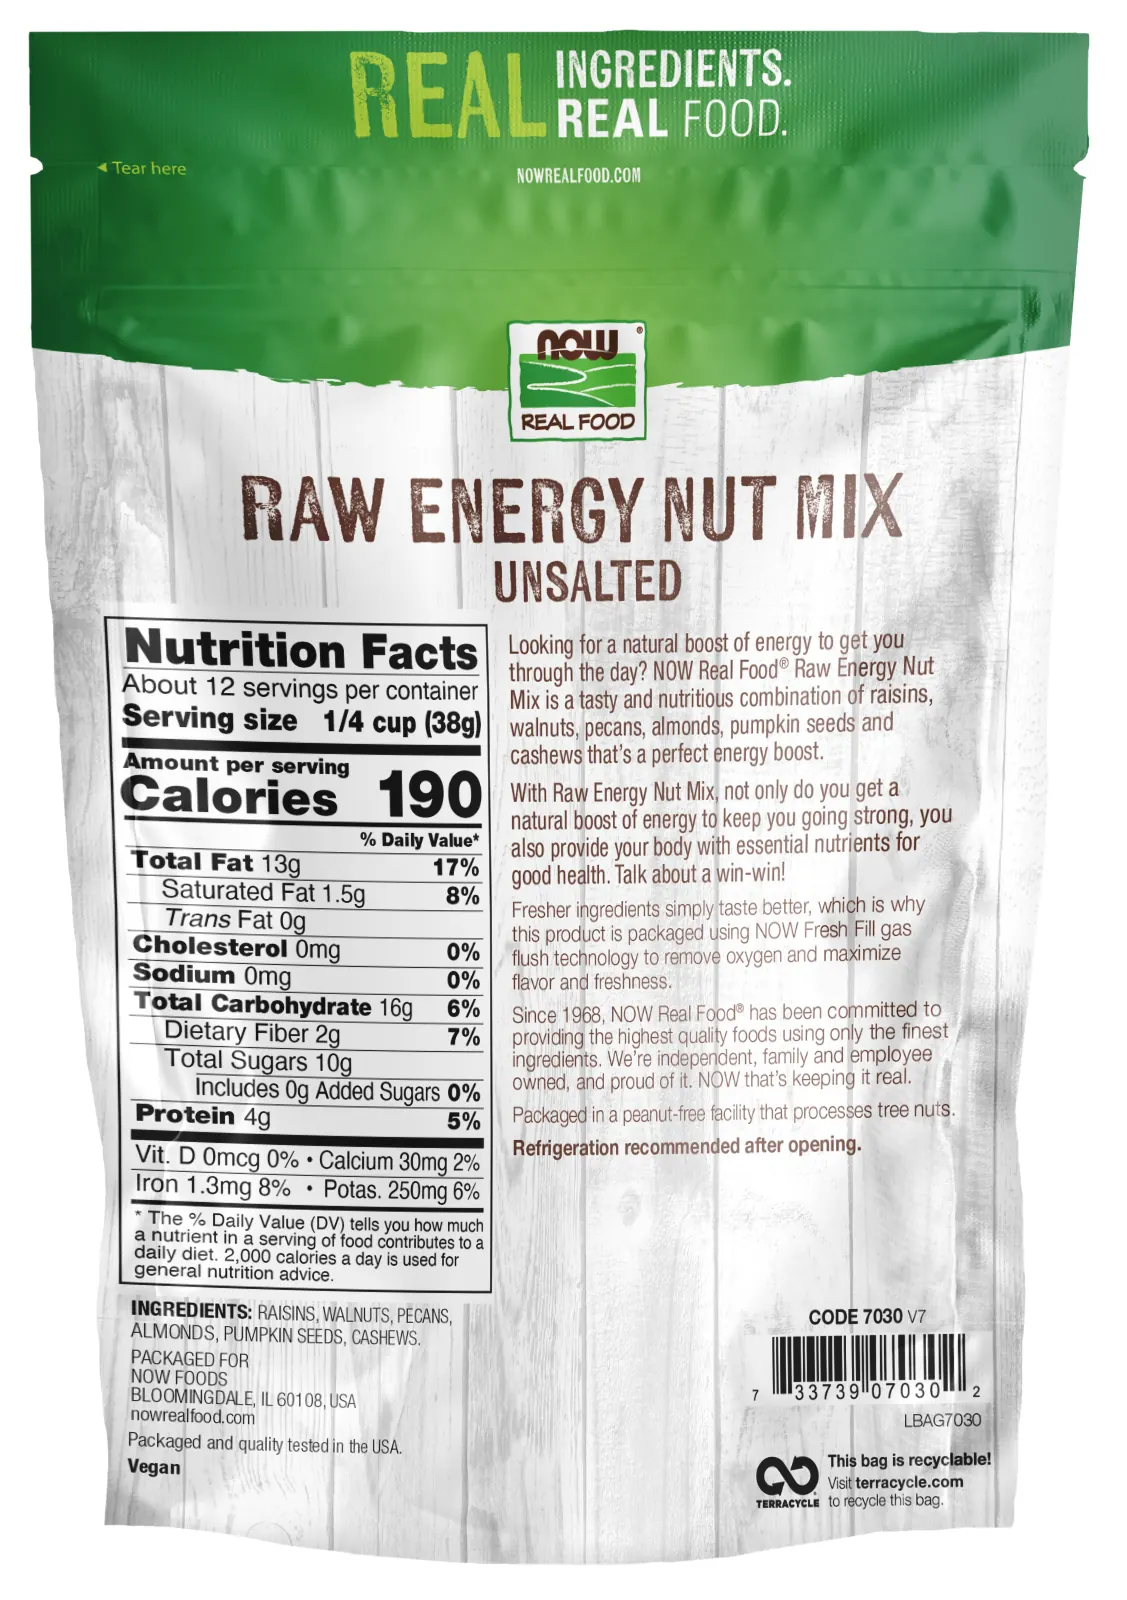 REAL INGREDIENTS.
REAL FOOD.
Tear here
NOWREALFOOD.COM
NOW®
REAL FOOD
RAW ENERGY NUT MIX
UNSALTED
Nutrition Facts
About 12 servings per container
Serving size 1/4 cup (38g)
Amount per serving
Calories 190
% Daily Value*
Total Fat 13g 17%
Saturated Fat 1.5g 8%
Trans Fat 0g
Cholesterol 0mg 0%
Sodium 0mg 0%
Total Carbohydrate 16g 6%
Dietary Fiber 2g 7%
Total Sugars 10g
Includes 0g Added Sugars 0%
Protein 4g 5%
Vit. D 0mcg 0% • Calcium 30mg 2%
Iron 1.3mg 8% • Potas. 250mg 6%
* The % Daily Value (DV) tells you how much
a nutrient in a serving of food contributes to a
daily diet. 2,000 calories a day is used for
general nutrition advice.
INGREDIENTS: RAISINS, WALNUTS, PECANS,
ALMONDS, PUMPKIN SEEDS, CASHEWS.
PACKAGED FOR
NOW FOODS
BLOOMINGDALE, IL 60108, USA
nowrealfood.com
Packaged and quality tested in the USA.
Vegan
Looking for a natural boost of energy to get you
through the day? NOW Real Food® Raw Energy Nut
Mix is a tasty and nutritious combination of raisins,
walnuts, pecans, almonds, pumpkin seeds and
cashews that's a perfect energy boost.
With Raw Energy Nut Mix, not only do you get a
natural boost of energy to keep you going strong, you
also provide your body with essential nutrients for
good health. Talk about a win-win!
Fresher ingredients simply taste better, which is why
this product is packaged using NOW Fresh Fill gas
flush technology to remove oxygen and maximize
flavor and freshness.
Since 1968, NOW Real Food® has been committed to
providing the highest quality foods using only the finest
ingredients. We're independent, family and employee
owned, and proud of it. NOW that's keeping it real.
Packaged in a peanut-free facility that processes tree nuts.
Refrigeration recommended after opening.
CODE 7030 V7
7 33739 07030 2
LBAG7030
TERRACYCLE
This bag is recyclable!
Visit terracycle.com
to recycle this bag.